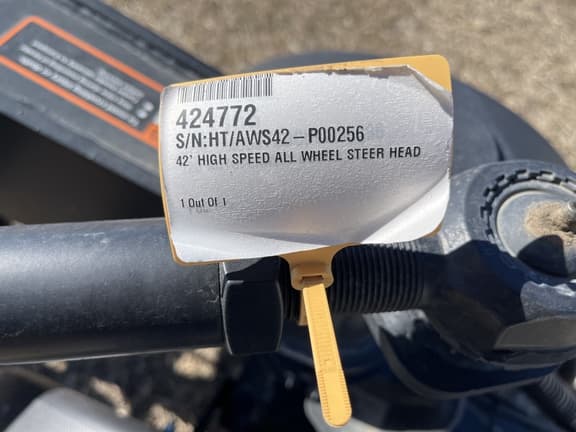 424772
S/N:HT/AWS42-P00256
42' HIGH SPEED ALL WHEEL STEER HEAD
1 Out Of 1